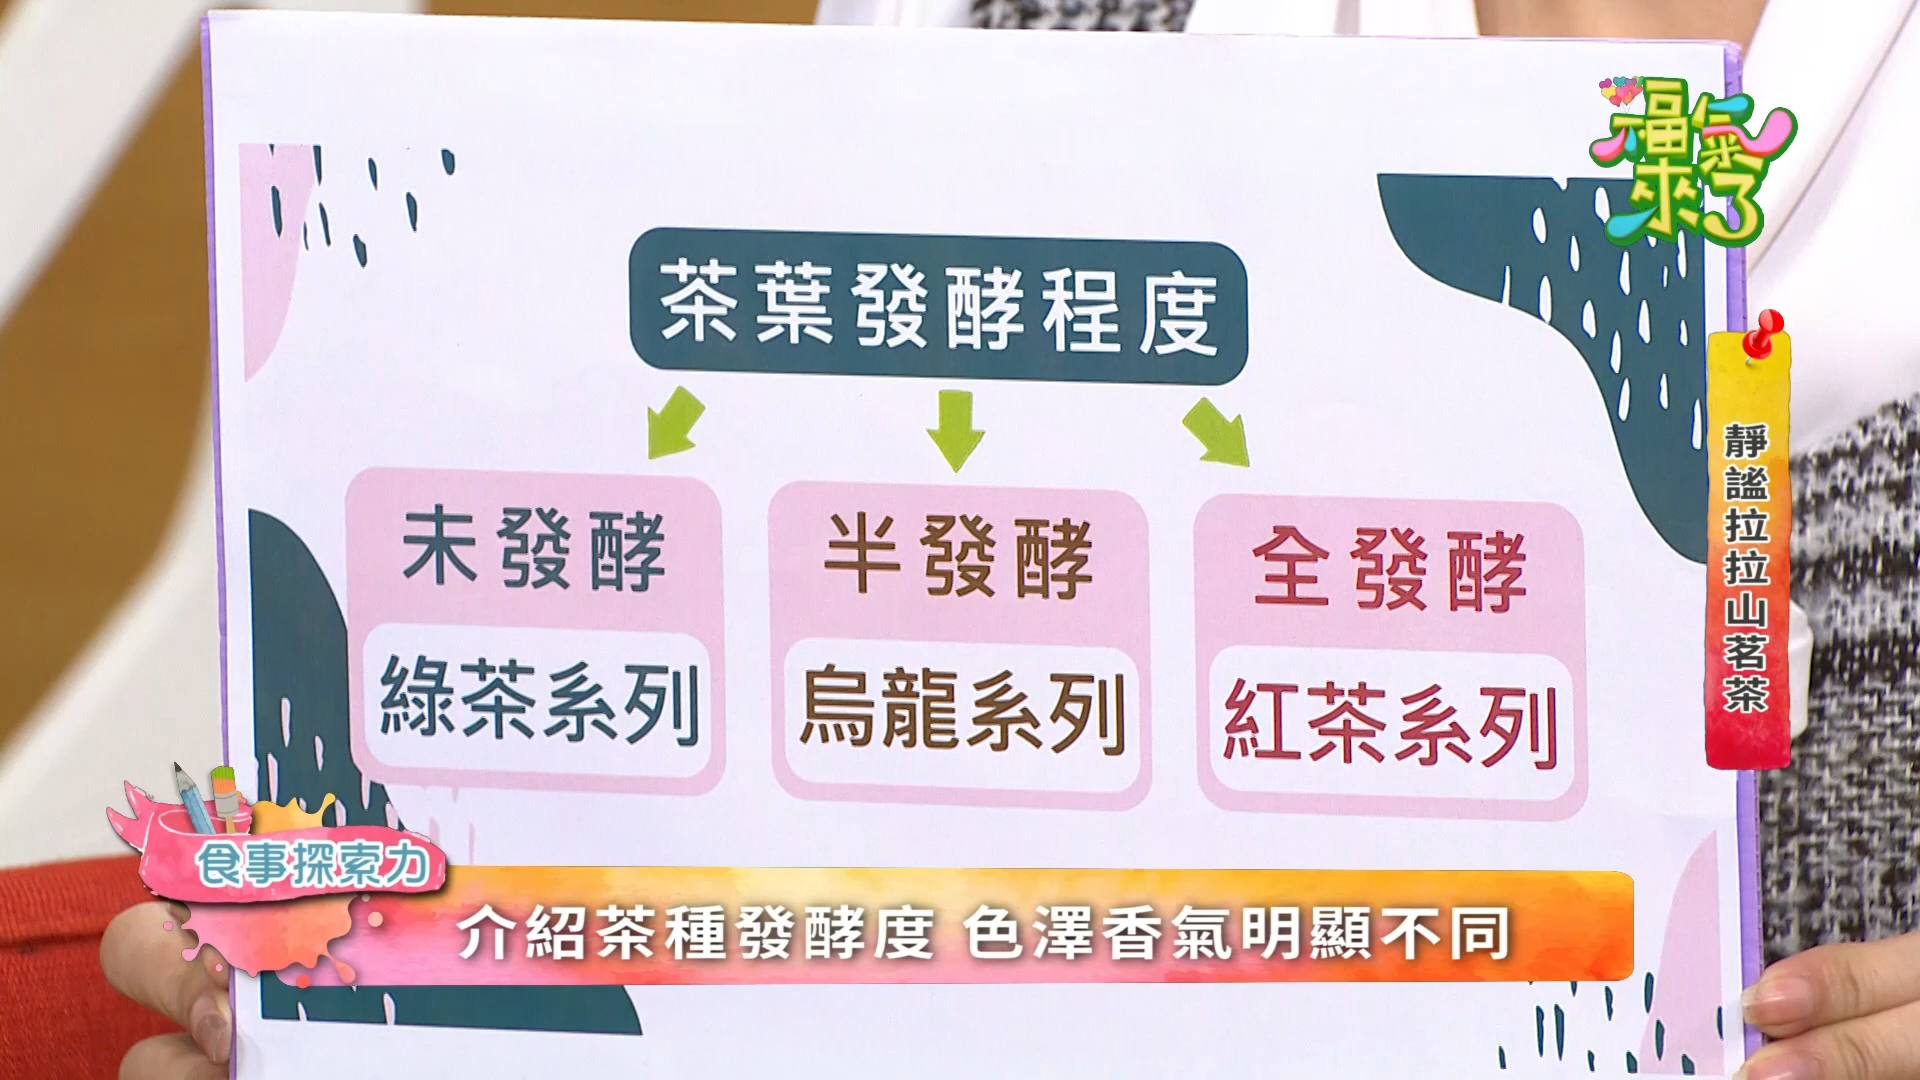 福氣來了
茶葉發酵程度
未發酵
半發酵
全發酵
綠茶系列
烏龍系列
紅茶系列
靜謐拉拉山茗茶
食事探索力
介紹茶種發酵度 色澤香氣明顯不同